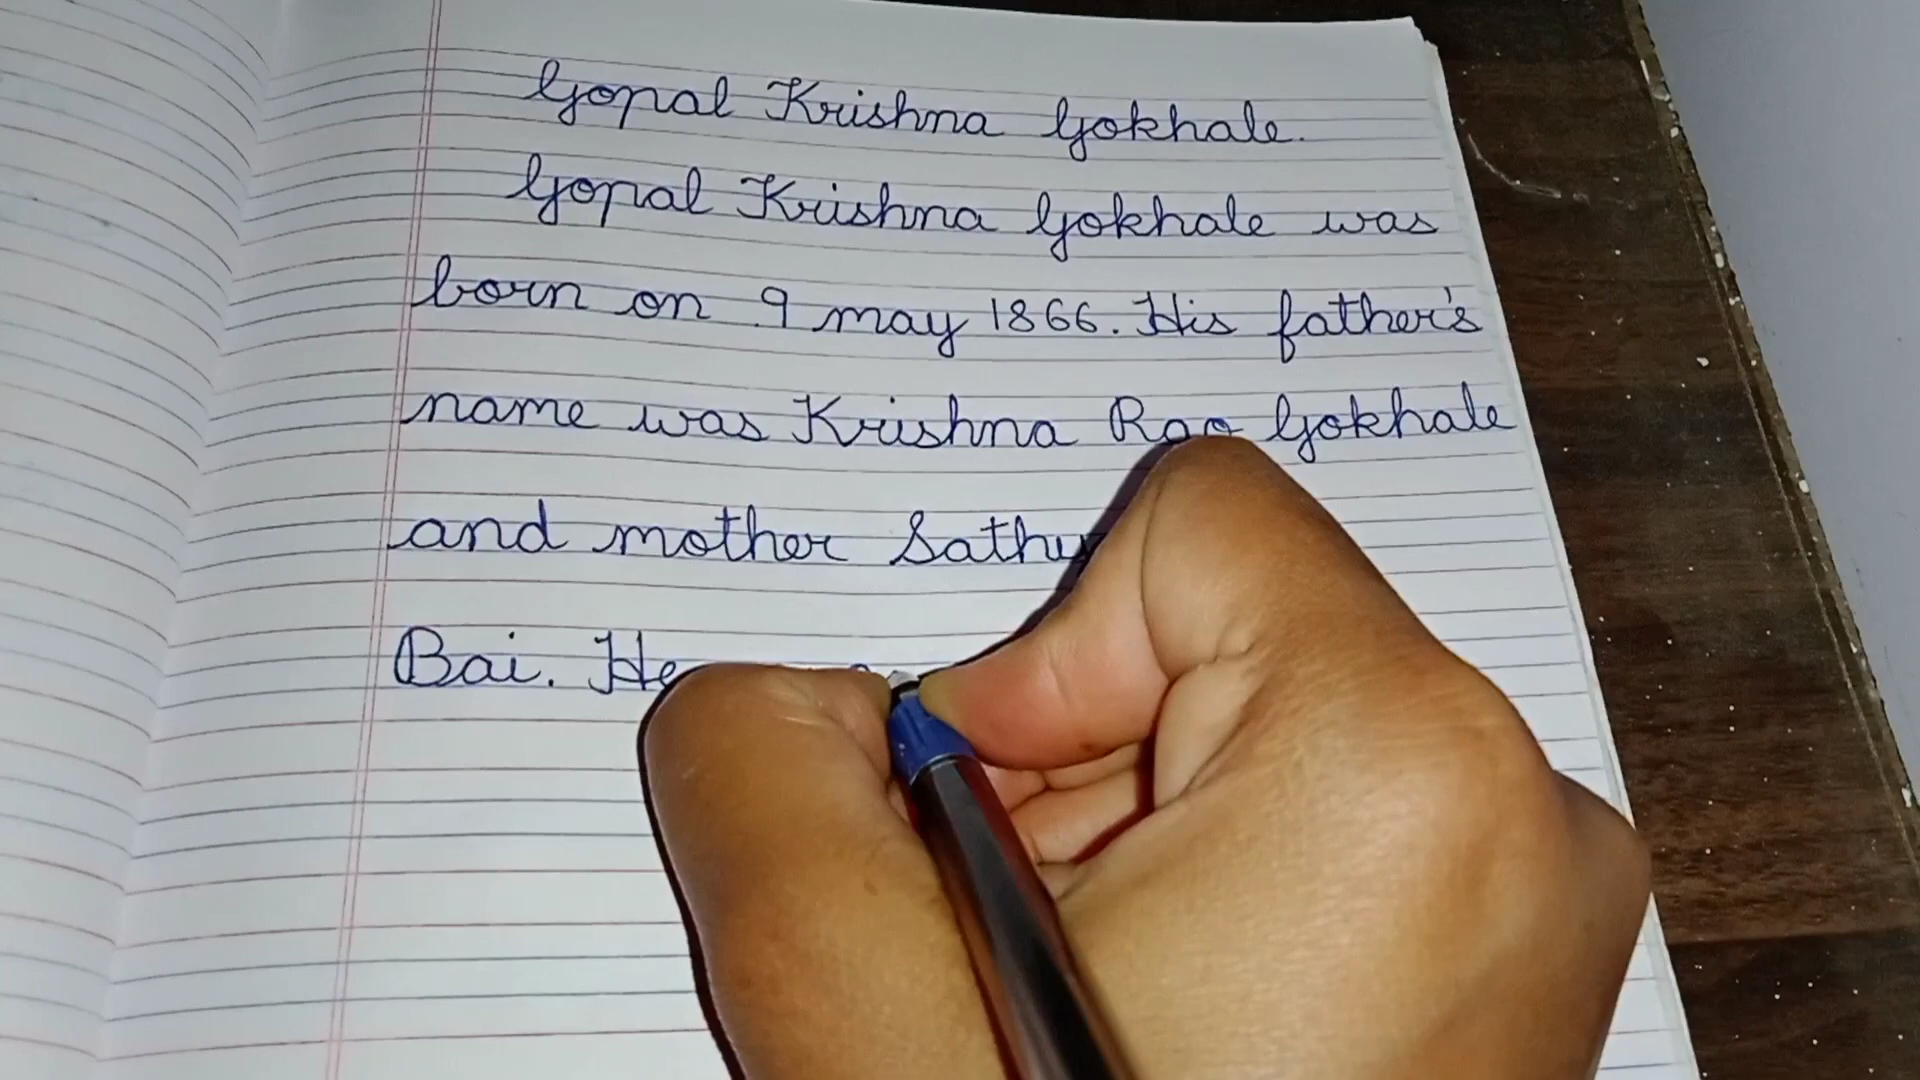 Gopal Krishna Gokhale.
Gopal Krishna Gokhale was
born on 9 may 1866. His father's
name was Krishna Rao Gokhale
and mother
Bai. He